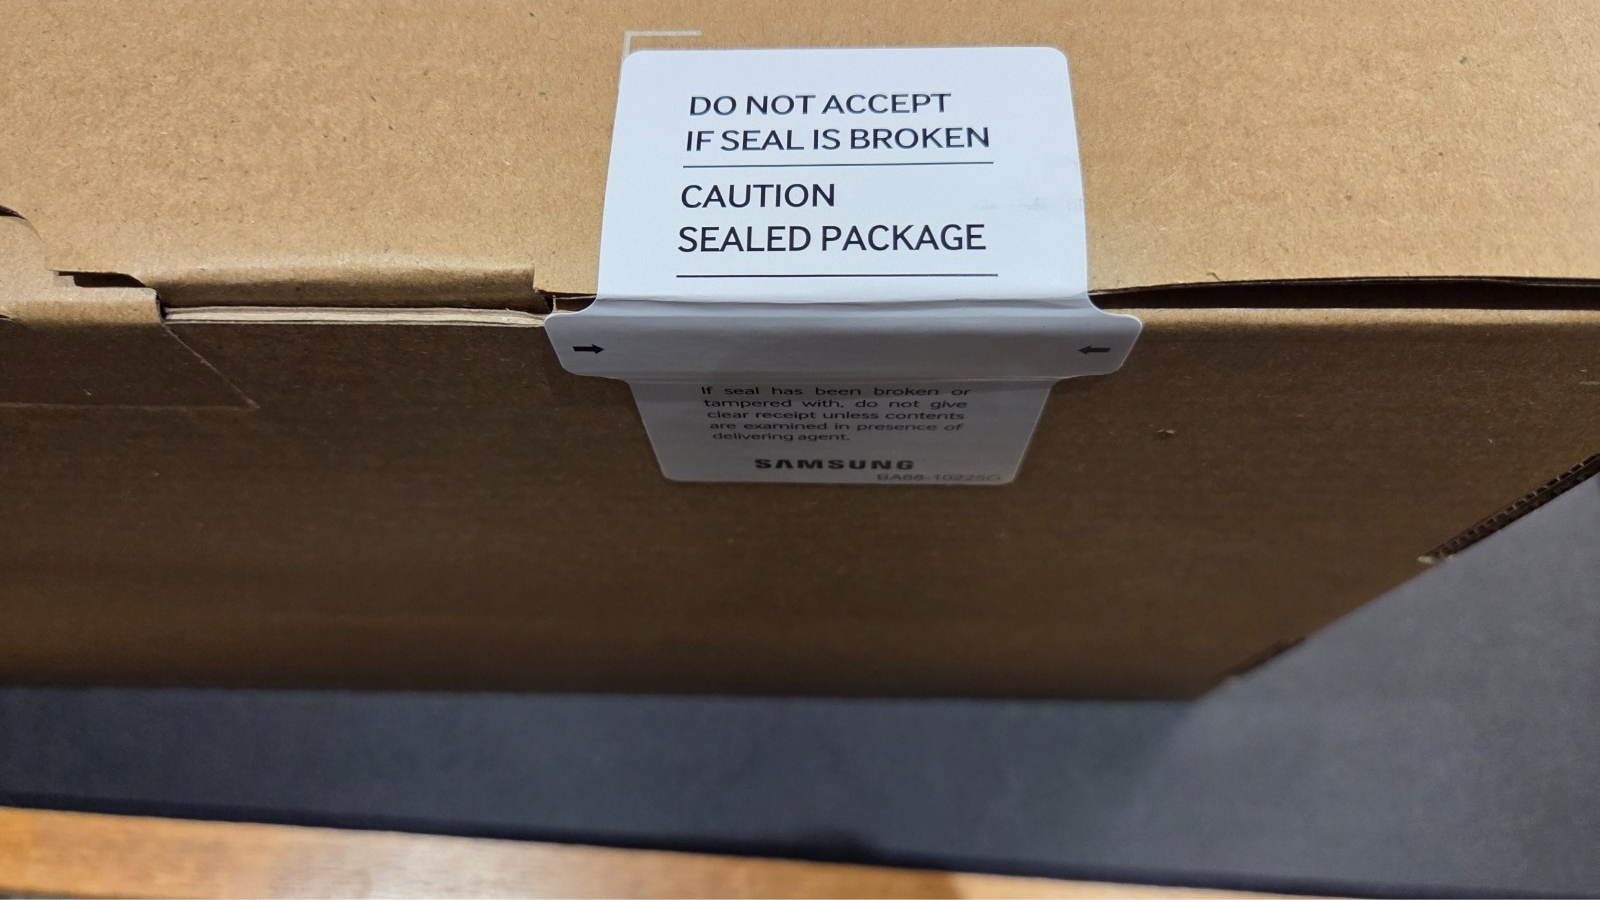 DO NOT ACCEPT
IF SEAL IS BROKEN
CAUTION
SEALED PACKAGE
If seal has been broken or
tampered with, do not give
clear receipt unless contents
are examined in presence of
delivering agent.
SAMSUNG